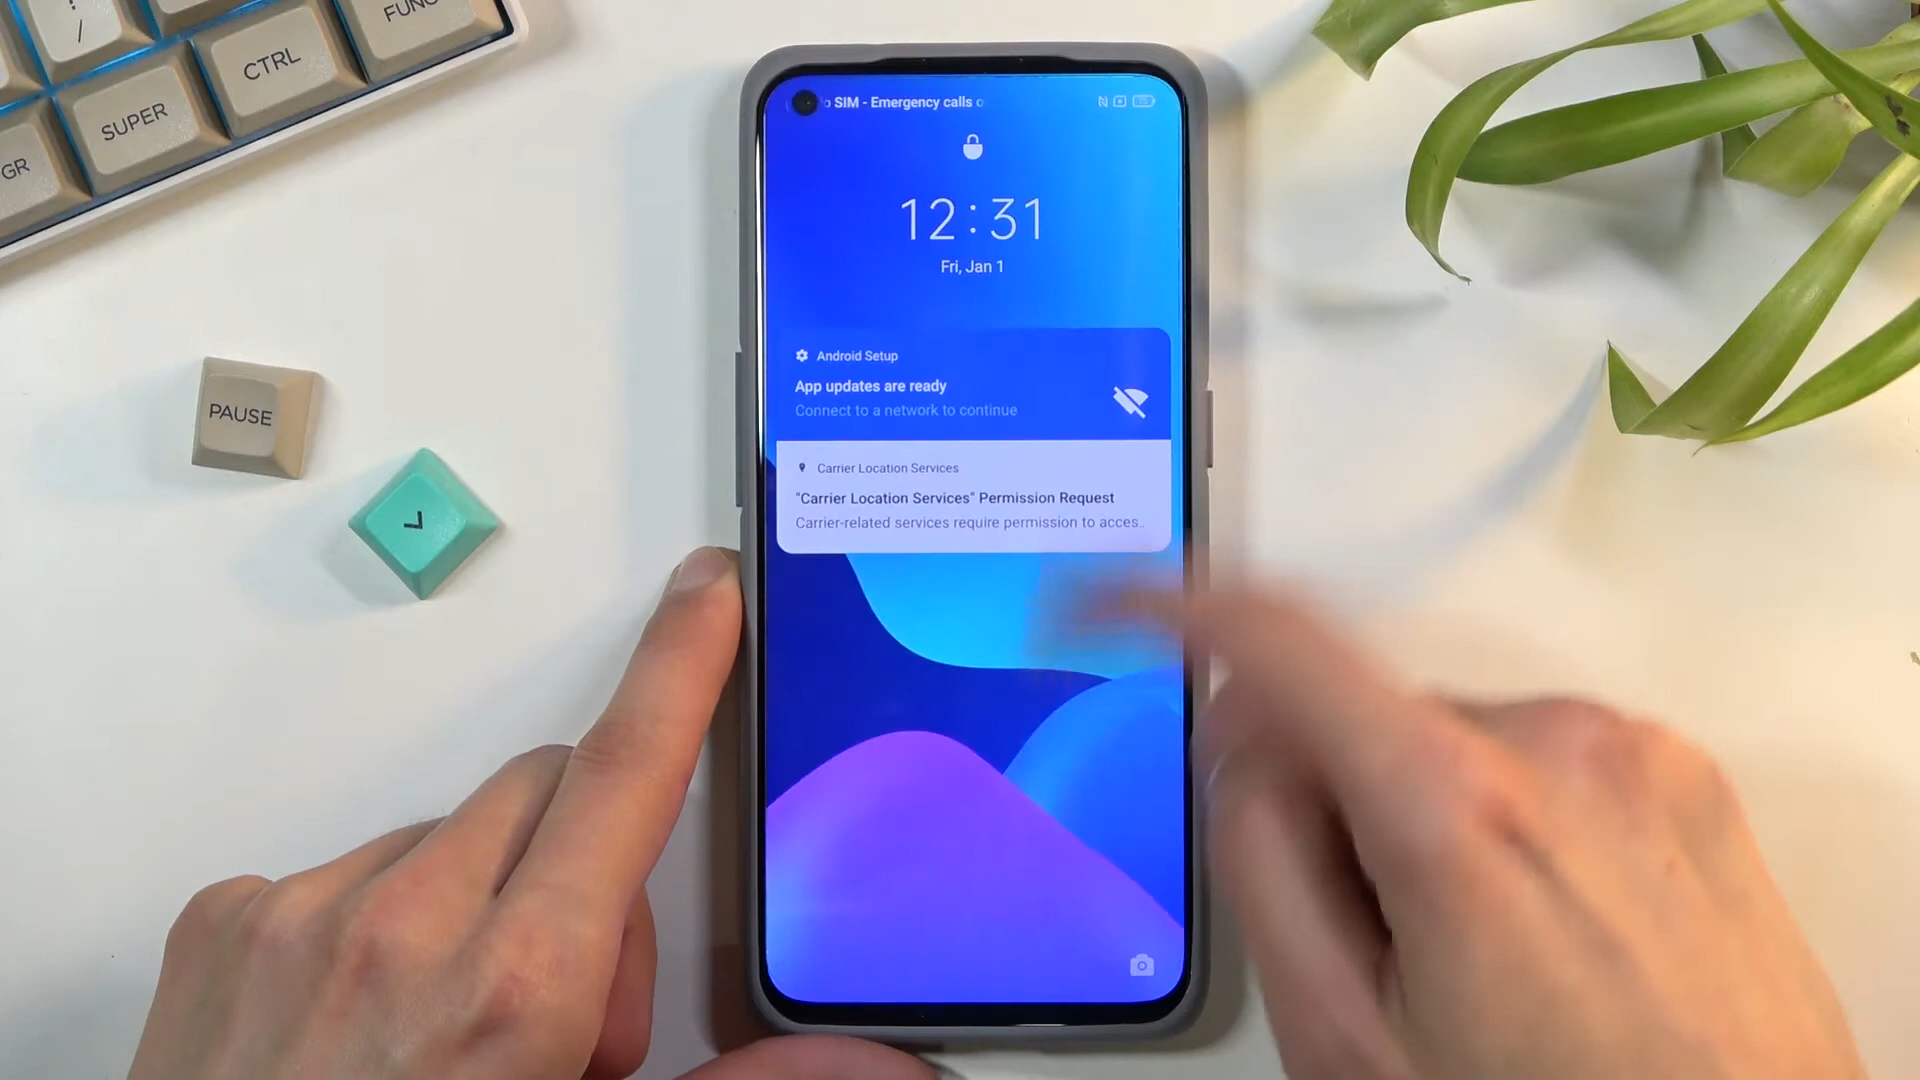 !
/
FUNC
CTRL
SUPER
GR
PAUSE
SIM - Emergency calls
12:31
Fri, Jan 1
Android Setup
App updates are ready
Connect to a network to continue
Carrier Location Services
"Carrier Location Services" Permission Request
Carrier-related services require permission to acces..